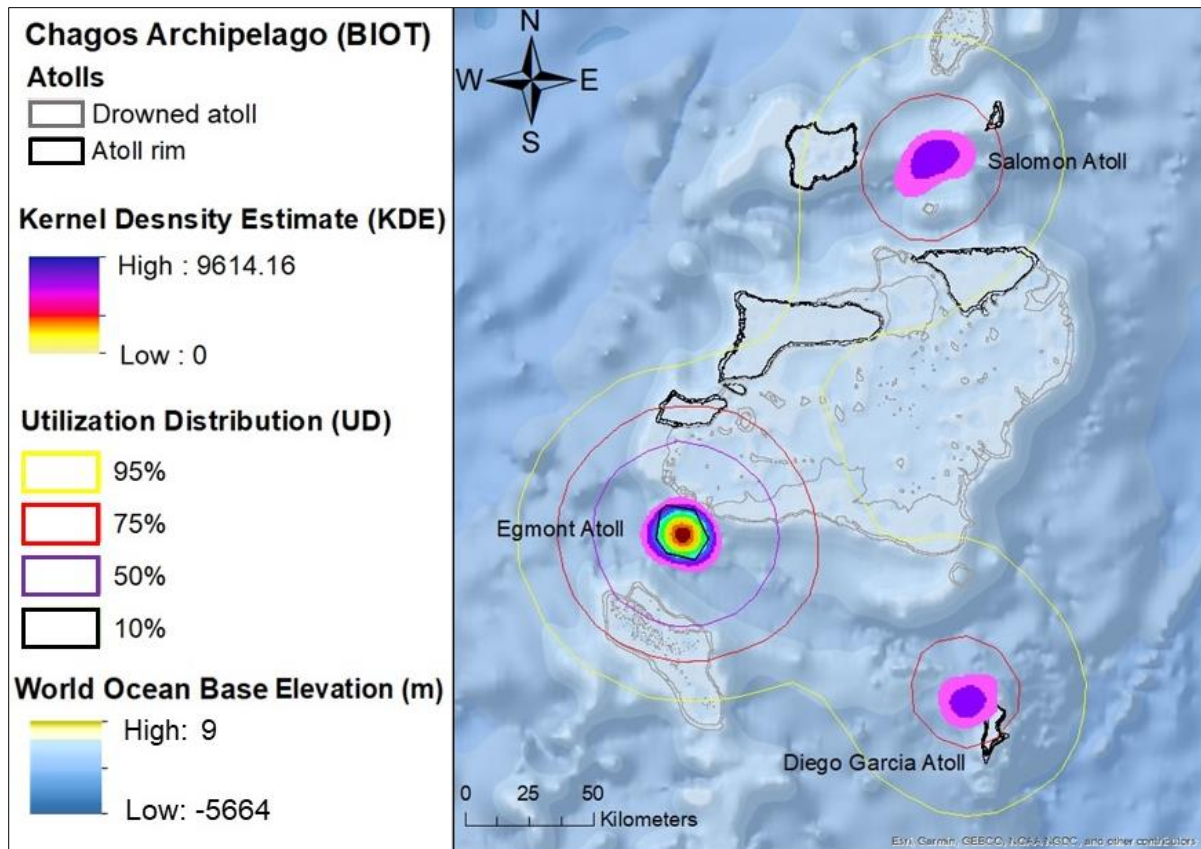 Chagos Archipelago (BIOT)
Atolls
Drowned atoll
Atoll rim
Kernel Desnsity Estimate (KDE)
High : 9614.16
Low : 0
Utilization Distribution (UD)
95%
75%
50%
10%
World Ocean Base Elevation (m)
High: 9
Low: -5664
N
W E
S
Salomon Atoll
Egmont Atoll
Diego Garcia Atoll
0 25 50
Kilometers
Esri, Garmin, GEBCO, NOAA NGDC, and other contributors